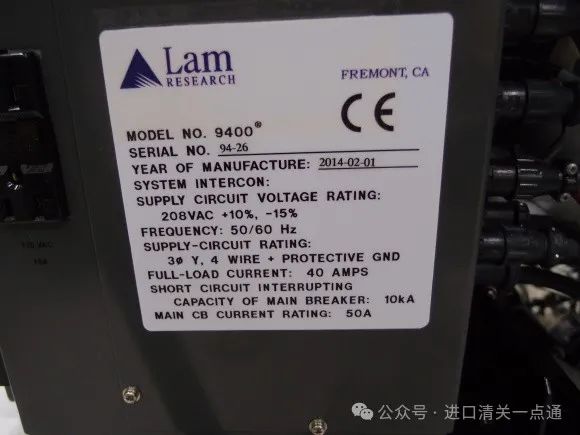 Lam
RESEARCH
FREMONT, CA
CE
MODEL NO. 9400®
SERIAL NO. 94-26
YEAR OF MANUFACTURE: 2014-02-01
SYSTEM INTERCON:
SUPPLY CIRCUIT VOLTAGE RATING:
208VAC +10%, -15%
FREQUENCY: 50/60 Hz
SUPPLY-CIRCUIT RATING:
3ø Y, 4 WIRE + PROTECTIVE GND
FULL-LOAD CURRENT: 40 AMPS
SHORT CIRCUIT INTERRUPTING
CAPACITY OF MAIN BREAKER: 10kA
MAIN CB CURRENT RATING: 50A
公众号·进口清关一点通